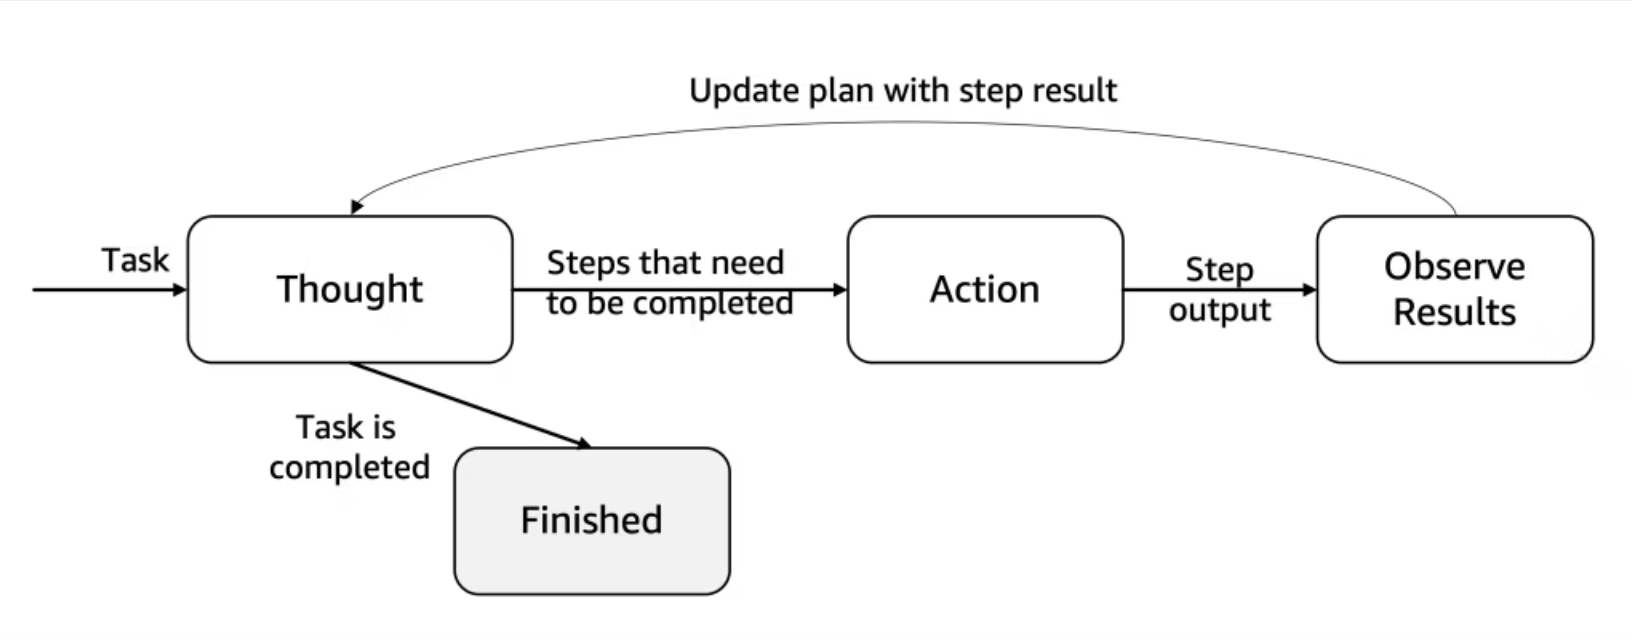 Update plan with step result
Task
Thought
Steps that need
to be completed
Action
Step
output
Observe
Results
Task is
completed
Finished